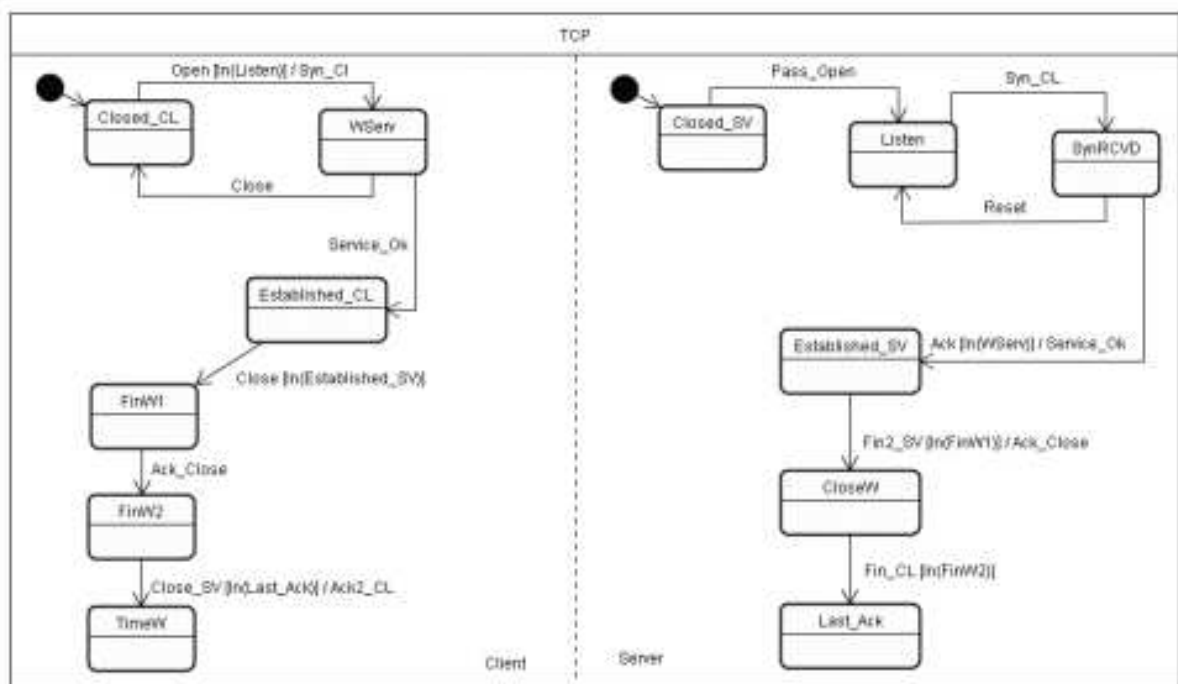 TCP
Open [In(Listen)] / Syn_Cl
Closed_CL
WServ
Close
Service_Ok
Established_CL
Close [In(Established_SV)]
FinW1
Ack_Close
FinW2
Close_SV [In(Last_Ack)] / Ack2_CL
TimeW
Client
Pass_Open
Syn_CL
Closed_SV
Listen
SynRCVD
Reset
Established_SV
Ack [In(WServ)] / Service_Ok
Fin2_SV [In(FinW1)] / Ack_Close
CloseW
Fin_CL [In(FinW2)]
Last_Ack
Server